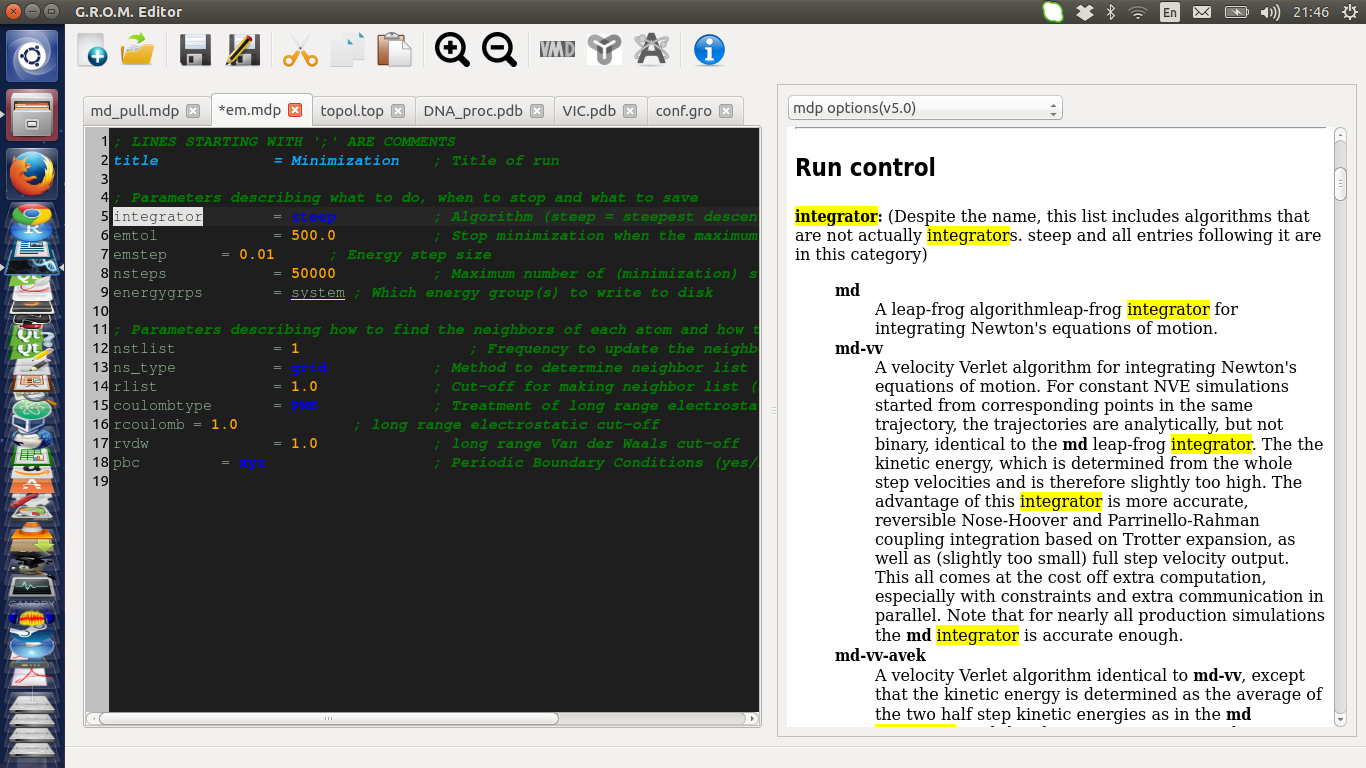 G.R.O.M. Editor
En
21:46
VMD
md_pull.mdp
*em.mdp
topol.top
DNA_proc.pdb
VIC.pdb
conf.gro
mdp options(v5.0)
1 ; LINES STARTING WITH ';' ARE COMMENTS
2 title = Minimization ; Title of run
3
4 ; Parameters describing what to do, when to stop and what to save
5 integrator = steep ; Algorithm (steep = steepest descen
6 emtol = 500.0 ; Stop minimization when the maximum
7 emstep = 0.01 ; Energy step size
8 nsteps = 50000 ; Maximum number of (minimization) s
9 energygrps = system ; Which energy group(s) to write to disk
10
11 ; Parameters describing how to find the neighbors of each atom and how t
12 nstlist = 1 ; Frequency to update the neighb
13 ns_type = grid ; Method to determine neighbor list
14 rlist = 1.0 ; Cut-off for making neighbor list (
15 coulombtype = PME ; Treatment of long range electrosta
16 rcoulomb = 1.0 ; long range electrostatic cut-off
17 rvdw = 1.0 ; long range Van der Waals cut-off
18 pbc = xyz ; Periodic Boundary Conditions (yes/
19
Run control
integrator: (Despite the name, this list includes algorithms that
are not actually integrators. steep and all entries following it are
in this category)
md
A leap-frog algorithmleap-frog integrator for
integrating Newton's equations of motion.
md-vv
A velocity Verlet algorithm for integrating Newton's
equations of motion. For constant NVE simulations
started from corresponding points in the same
trajectory, the trajectories are analytically, but not
binary, identical to the md leap-frog integrator. The the
kinetic energy, which is determined from the whole
step velocities and is therefore slightly too high. The
advantage of this integrator is more accurate,
reversible Nose-Hoover and Parrinello-Rahman
coupling integration based on Trotter expansion, as
well as (slightly too small) full step velocity output.
This all comes at the cost off extra computation,
especially with constraints and extra communication in
parallel. Note that for nearly all production simulations
the md integrator is accurate enough.
md-vv-avek
A velocity Verlet algorithm identical to md-vv, except
that the kinetic energy is determined as the average of
the two half step kinetic energies as in the md